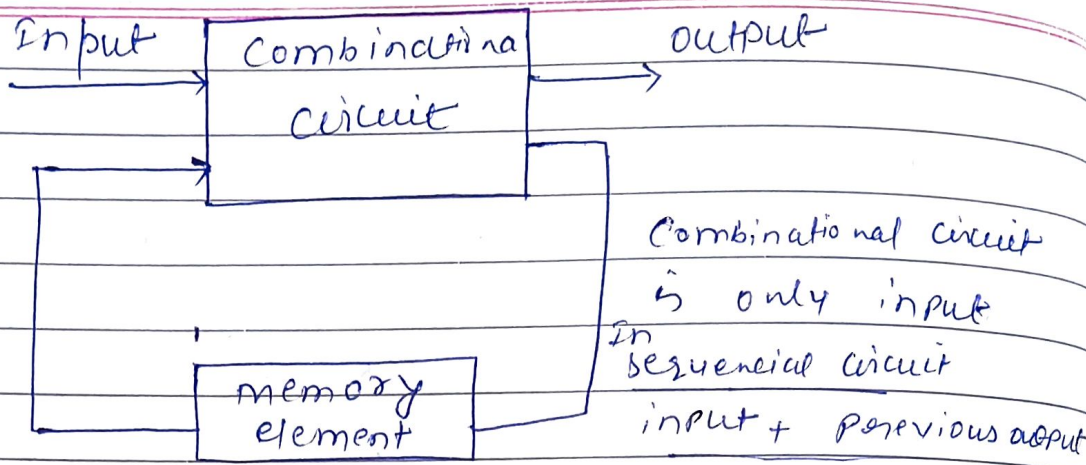 Input
Combinationa
circuit
output
Combinational circuit
is only input
In
sequencial circuit
input + previous output
memory
element